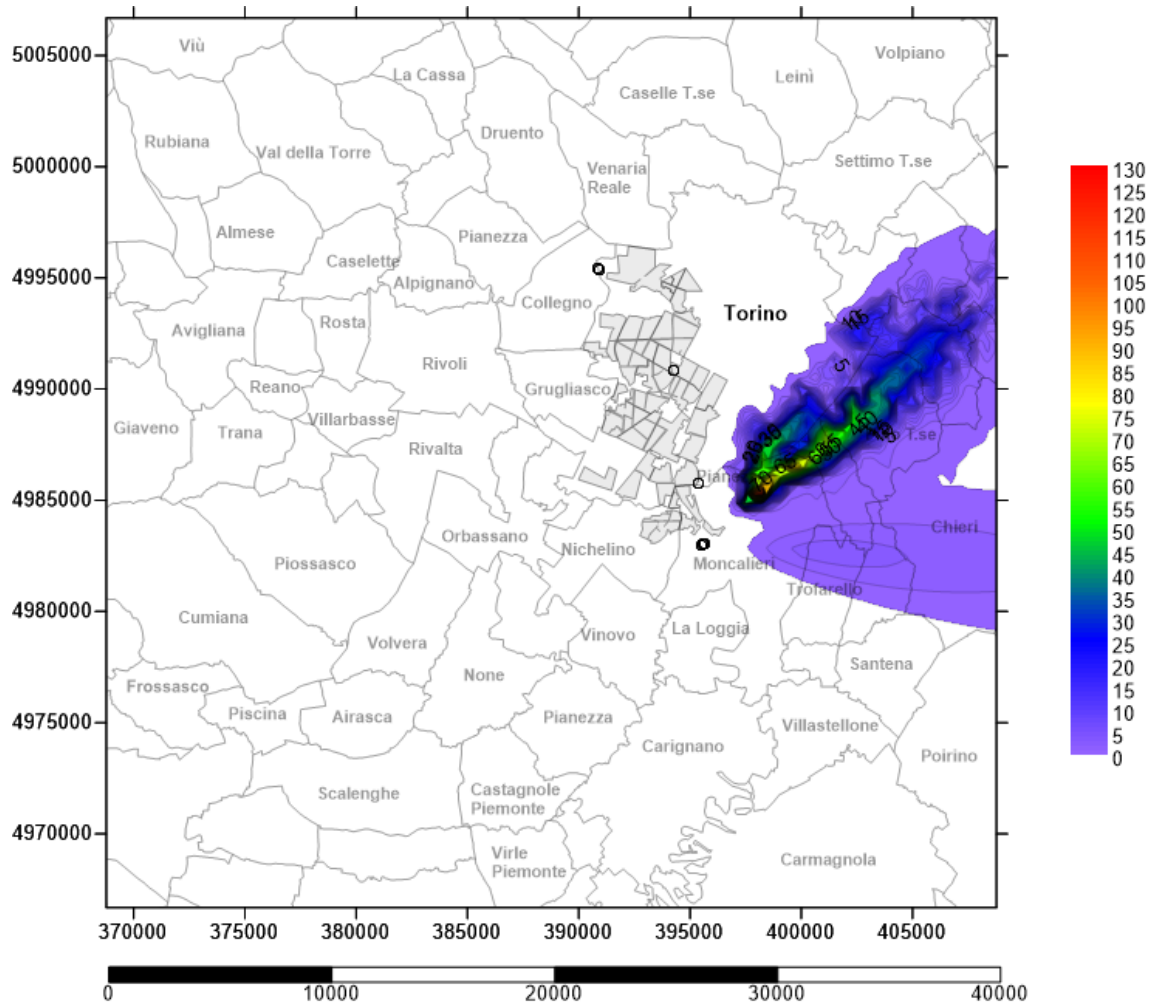 5005000
5000000
4995000
4990000
4985000
4980000
4975000
4970000
Viù
La Cassa
Caselle T.se
Leinì
Volpiano
Rubiana
Val della Torre
Druento
Venaria
Reale
Settimo T.se
Almese
Caselette
Pianezza
Alpignano
Collegno
Torino
Avigliana
Rosta
Rivoli
Grugliasco
Reano
Villarbasse
Giaveno
Trana
Rivalta
T.se
Orbassano
Nichelino
Moncalieri
Chieri
Piossasco
Trofarello
Cumiana
Volvera
Vinovo
La Loggia
Santena
Frossasco
None
Piscina
Airasca
Pianezza
Villastellone
Carignano
Poirino
Scalenghe
Castagnole
Piemonte
Virle
Piemonte
Carmagnola
5
370000
375000
380000
385000
390000
395000
400000
405000
0
10000
20000
30000
40000
130
125
120
115
110
105
100
95
90
85
80
75
70
65
60
55
50
45
40
35
30
25
20
15
10
5
0